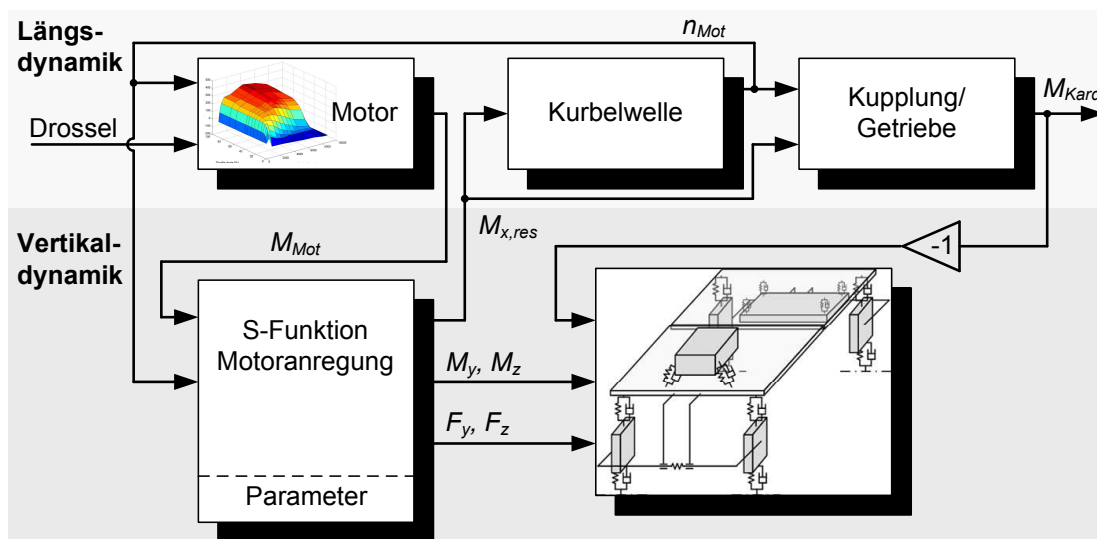 Längs-
dynamik
n_Mot
Drossel
Motor
Kurbelwelle
Kupplung/
Getriebe
M_Kard
Vertikal-
dynamik
M_Mot
M_x,res
-1
S-Funktion
Motoranregung
M_y, M_z
F_y, F_z
Parameter